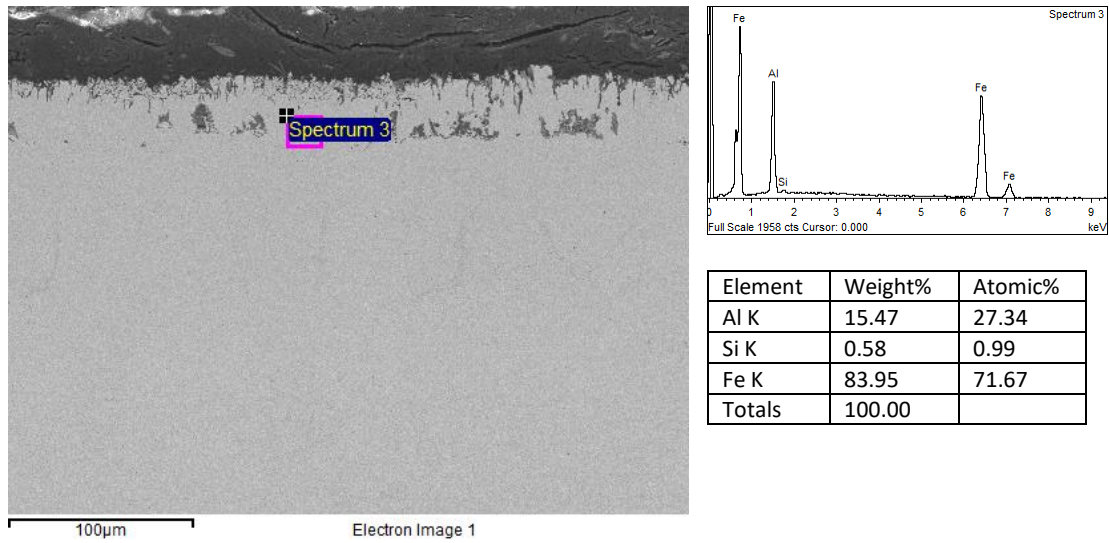 Spectrum 3
100µm
Electron Image 1
Spectrum 3
Fe
Al
Si
Fe
Fe
0 1 2 3 4 5 6 7 8 9
Full Scale 1958 cts Cursor: 0.000
keV
Element Weight% Atomic%
Al K 15.47 27.34
Si K 0.58 0.99
Fe K 83.95 71.67
Totals 100.00